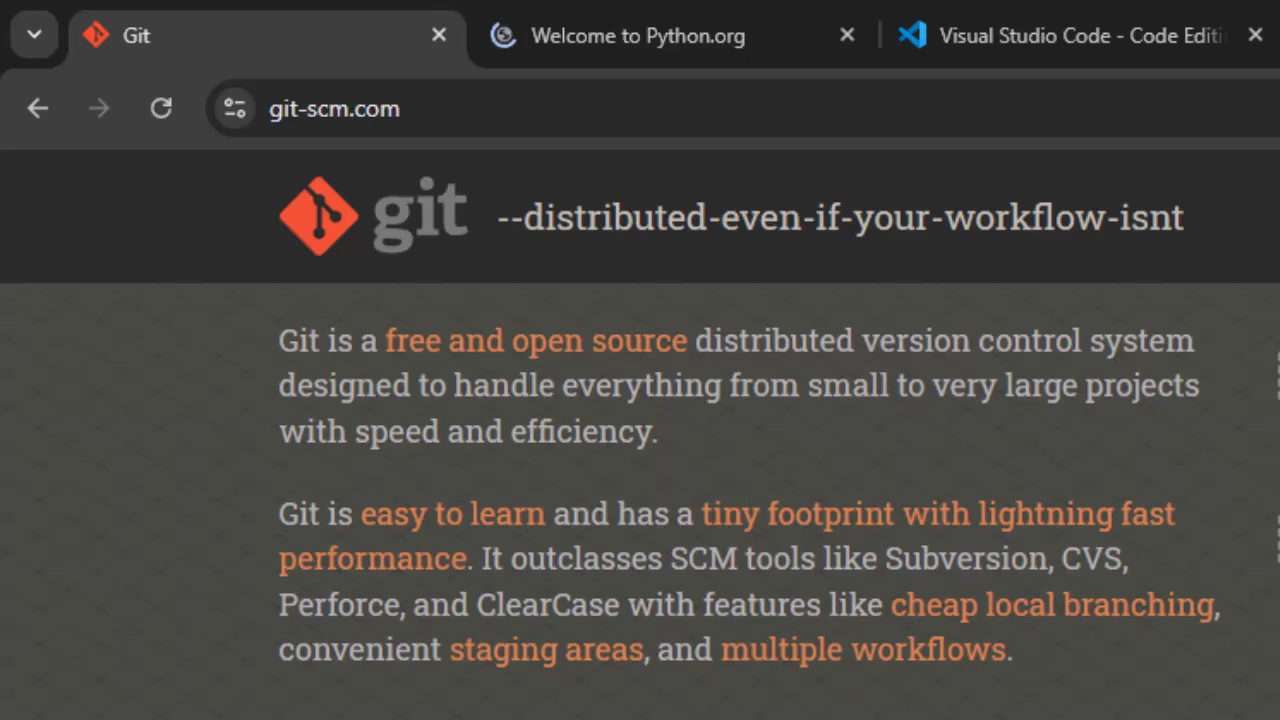 Git
Welcome to Python.org
Visual Studio Code - Code Editi
git-scm.com
git --distributed-even-if-your-workflow-isnt
Git is a free and open source distributed version control system
designed to handle everything from small to very large projects
with speed and efficiency.
Git is easy to learn and has a tiny footprint with lightning fast
performance. It outclasses SCM tools like Subversion, CVS,
Perforce, and ClearCase with features like cheap local branching,
convenient staging areas, and multiple workflows.